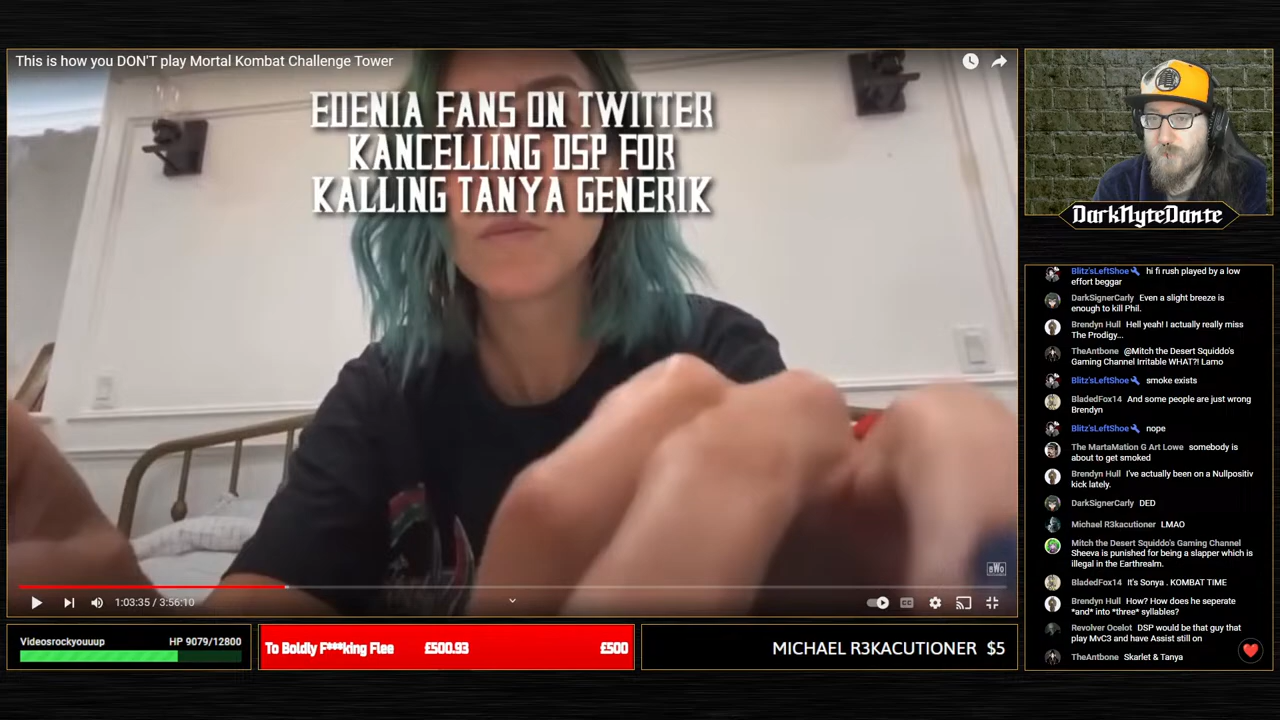 This is how you DON'T play Mortal Kombat Challenge Tower
EDENIA FANS ON TWITTER
KANCELLING DSP FOR
KALLING TANYA GENERIK
1:03:35 / 3:56:10
BWO
DarkNyteDante
Blitz'sLeftShoe hi fi rush played by a low
effort beggar
DarkSignerCarly Even a slight breeze is
enough to kill Phil.
Brendyn Hull Hell yeah! I actually really miss
The Prodigy...
TheAntbone @Mitch the Desert Squiddo's
Gaming Channel Irritable WHAT?! Lamo
Blitz'sLeftShoe smoke exists
BladedFox14 And some people are just wrong
Brendyn
Blitz'sLeftShoe nope
The MartaMation G Art Lowe somebody is
about to get smoked
Brendyn Hull I've actually been on a Nullpositiv
kick lately.
DarkSignerCarly DED
Michael R3kacutioner LMAO
Mitch the Desert Squiddo's Gaming Channel
Sheeva is punished for being a slapper which is
illegal in the Earthrealm.
BladedFox14 It's Sonya . KOMBAT TIME
Brendyn Hull How? How does he seperate
*and* into *three* syllables?
Revolver Ocelot DSP would be that guy that
play MvC3 and have Assist still on
TheAntbone Skarlet & Tanya
Videosrockyouuup HP 9079/12800
To Boldly F***king Flee £500.93 £500
MICHAEL R3KACUTIONER $5